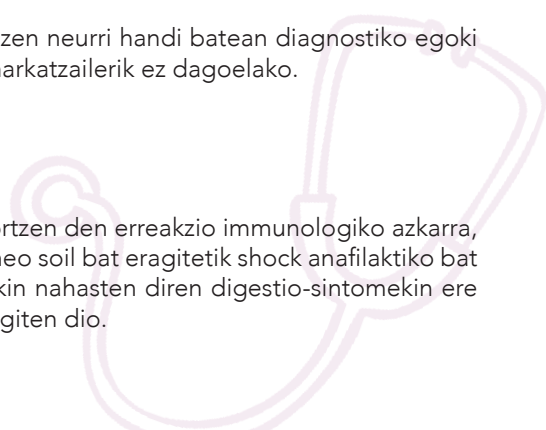 zen neurri handi batean diagnostiko egoki
arkatzailerik ez dagoelako.
rtzen den erreakzio immunologiko azkarra,
neo soil bat eragitetik shock anafilaktiko bat
kin nahasten diren digestio-sintomekin ere
giten dio.